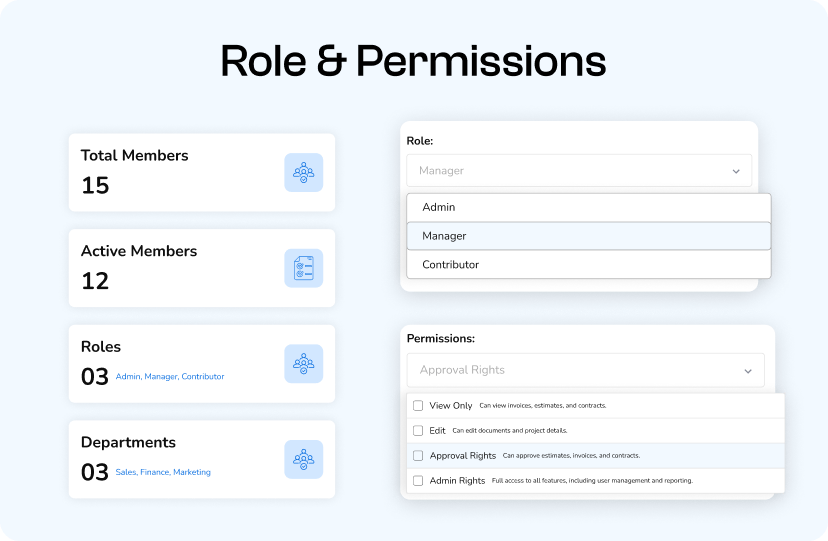 Role & Permissions
Total Members
15
Active Members
12
Roles
03 Admin, Manager, Contributor
Departments
03 Sales, Finance, Marketing
Role:
Manager
Admin
Manager
Contributor
Permissions:
Approval Rights
View Only Can view invoices, estimates, and contracts.
Edit Can edit documents and project details.
Approval Rights Can approve estimates, invoices, and contracts.
Admin Rights Full access to all features, including user management and reporting.